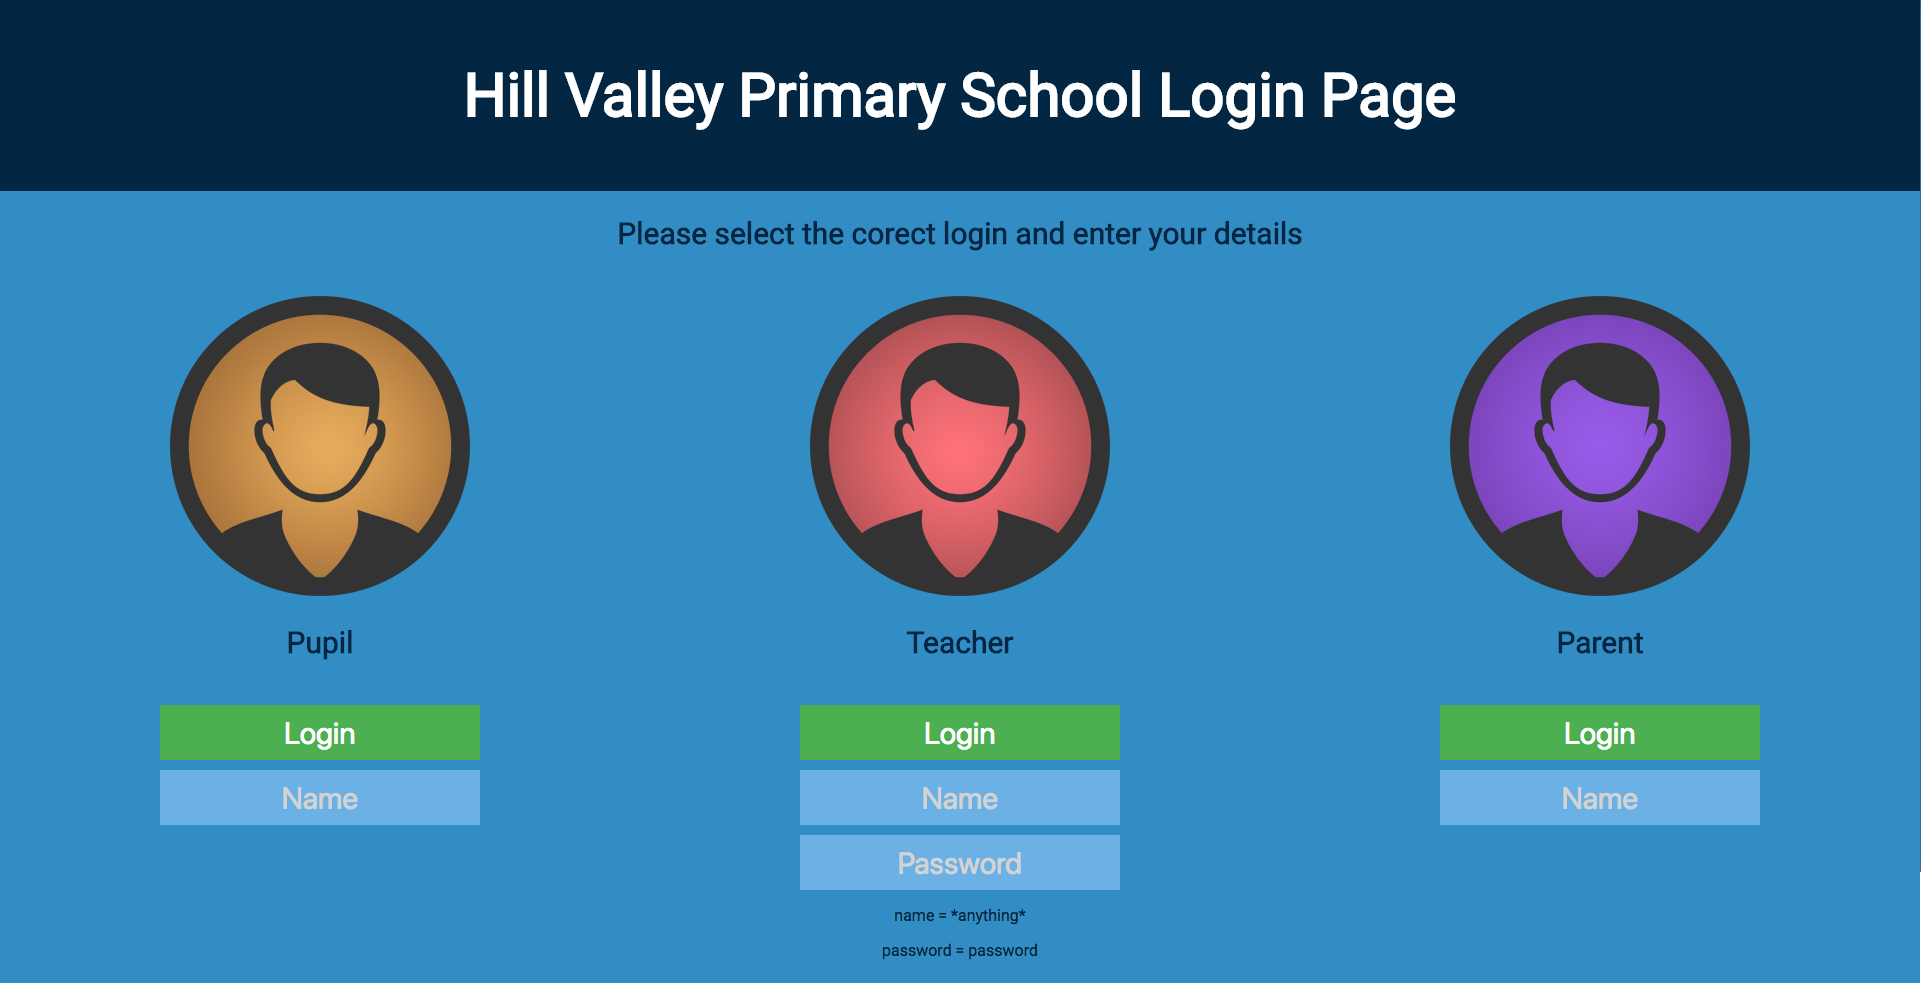 Hill Valley Primary School Login Page
Please select the corect login and enter your details
Pupil
Teacher
Parent
Login
Login
Login
Name
Name
Name
Password
name = *anything*
password = password